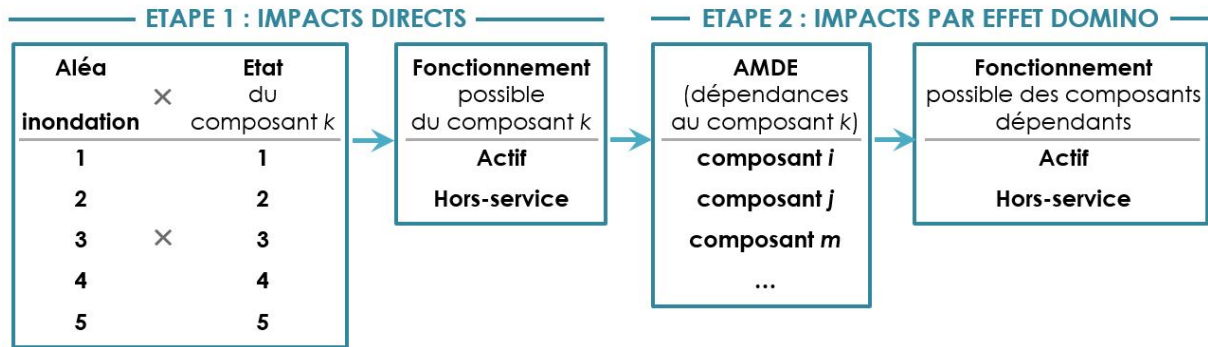 ETAPE 1 : IMPACTS DIRECTS
Aléa
inondation
×
Etat
du
composant k
1 1
2 2
3 × 3
4 4
5 5
Fonctionnement
possible
du composant k
Actif
Hors-service
ETAPE 2 : IMPACTS PAR EFFET DOMINO
AMDE
(dépendances
au composant k)
composant i
composant j
composant m
...
Fonctionnement
possible des composants
dépendants
Actif
Hors-service